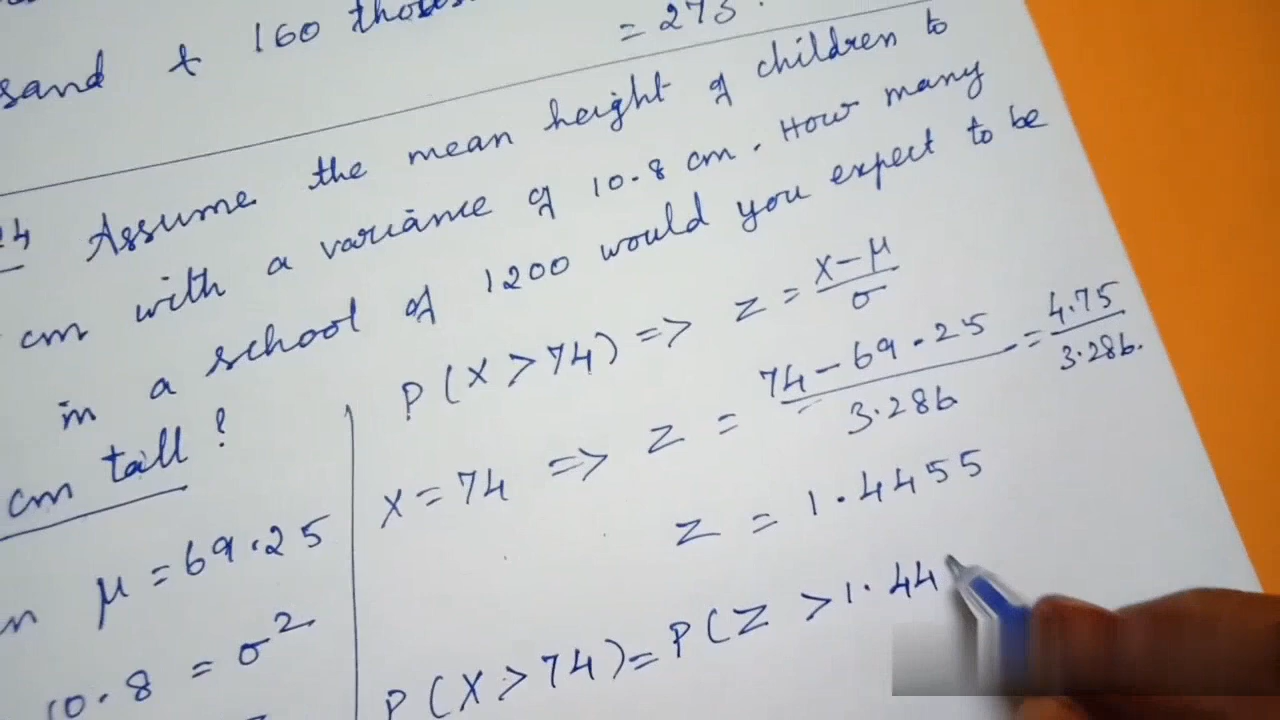 sand & 160
= 273.
24 Assume the mean height of children to
cm with a variance of 10.8 cm. How many
in a school of 1200 would you expect to be
cm tall?
μ = 69.25
10.8 = σ²
P(X > 74) => Z = X-μ / σ
X = 74 => Z = 74-69.25 / 3.286 = 4.75 / 3.286.
Z = 1.4455
P(X > 74) = P(Z > 1.44